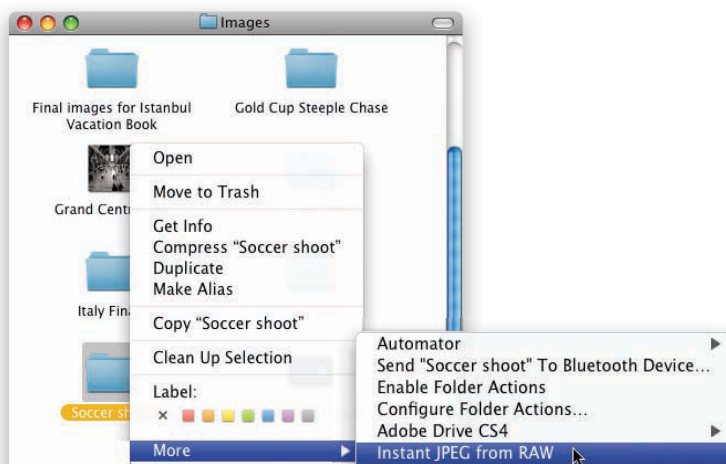 Images
Final images for Istanbul
Vacation Book
Gold Cup Steeple Chase
Grand Cent
Italy Fin
Soccer sh
Open
Move to Trash
Get Info
Compress “Soccer shoot”
Duplicate
Make Alias
Copy “Soccer shoot”
Clean Up Selection
Label:
×
More
Automator
Send "Soccer shoot" To Bluetooth Device...
Enable Folder Actions
Configure Folder Actions...
Adobe Drive CS4
Instant JPEG from RAW